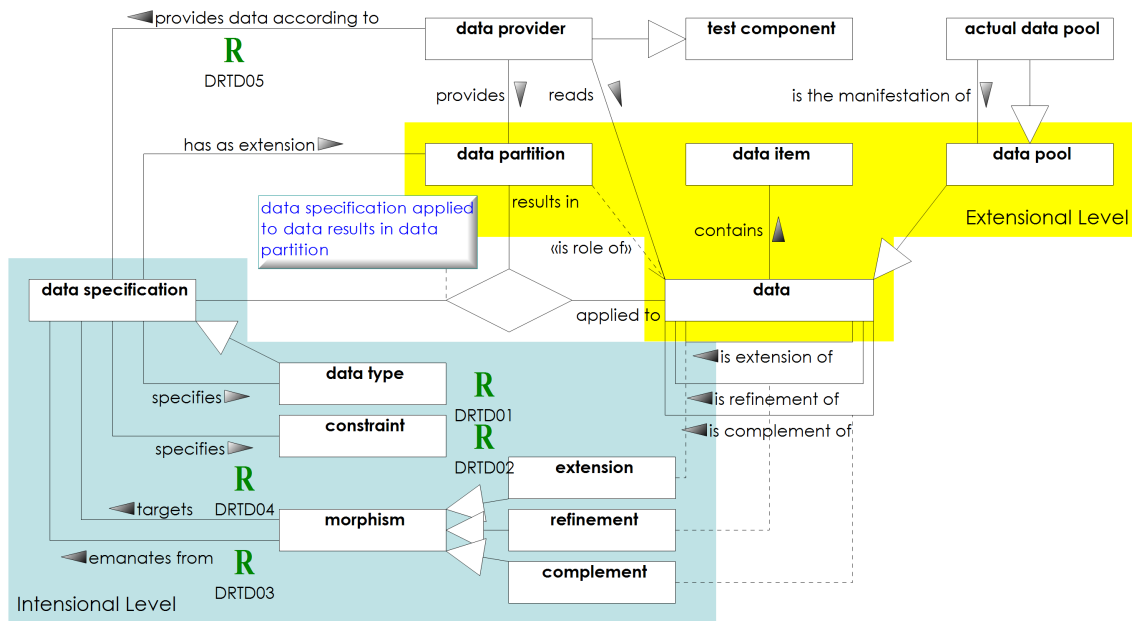 provides data according to
data provider
test component
actual data pool
R
DRTD05
provides
reads
is the manifestation of
has as extension
data partition
data item
data pool
data specification applied
to data results in data
partition
results in
Extensional Level
contains
«is role of»
data specification
data
applied to
is extension of
data type
R
specifies
is refinement of
DRTD01
constraint
R
is complement of
specifies
DRTD02
extension
R
targets
DRTD04
morphism
refinement
emanates from
R
complement
DRTD03
Intensional Level